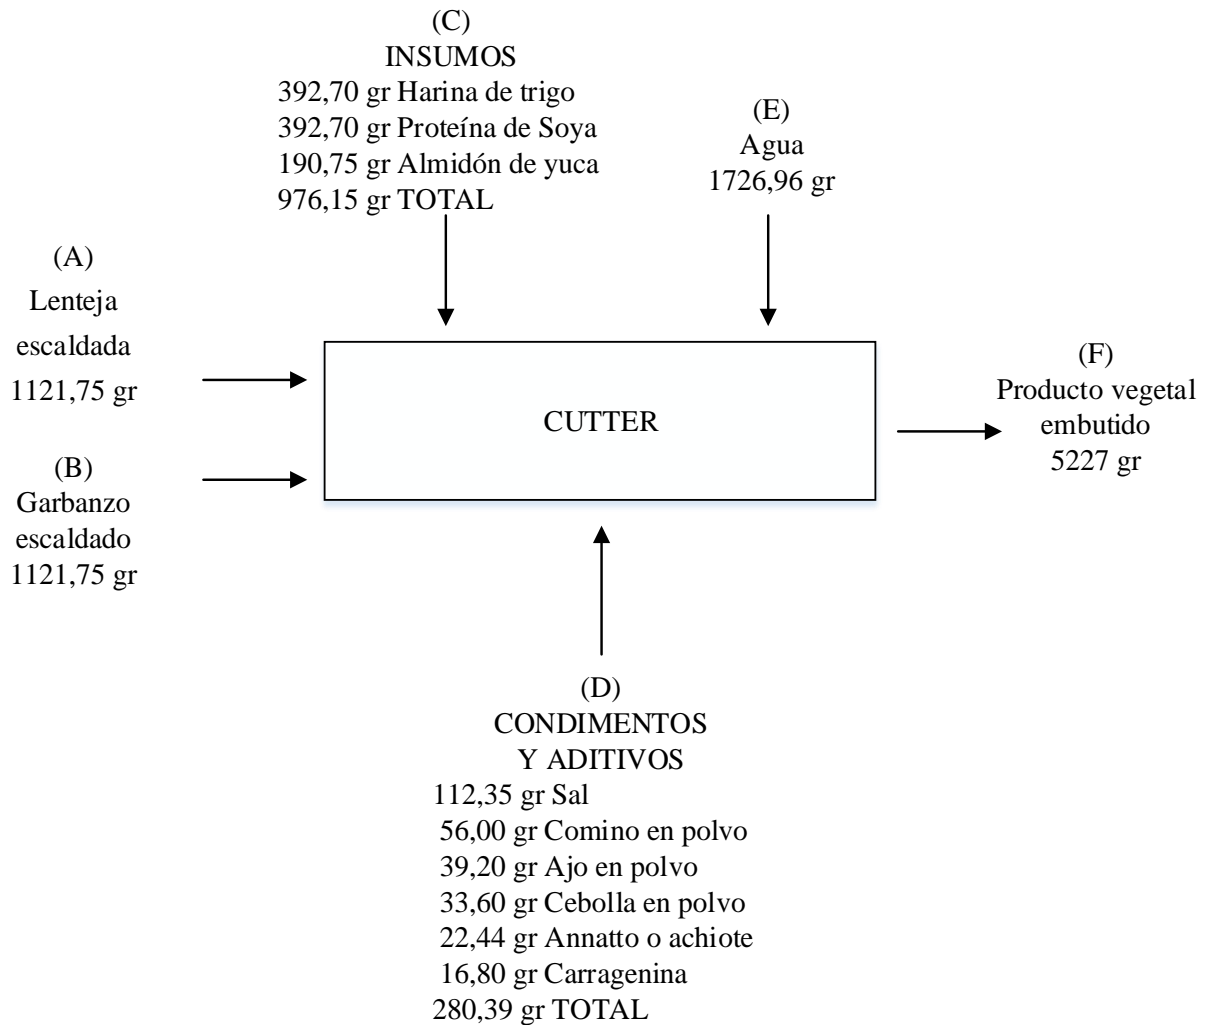 (C)
INSUMOS
392,70 gr Harina de trigo
392,70 gr Proteína de Soya
190,75 gr Almidón de yuca
976,15 gr TOTAL
(E)
Agua
1726,96 gr
(A)
Lenteja
escaldada
1121,75 gr
(B)
Garbanzo
escaldado
1121,75 gr
CUTTER
(F)
Producto vegetal
embutido
5227 gr
(D)
CONDIMENTOS
Y ADITIVOS
112,35 gr Sal
56,00 gr Comino en polvo
39,20 gr Ajo en polvo
33,60 gr Cebolla en polvo
22,44 gr Annatto o achiote
16,80 gr Carragenina
280,39 gr TOTAL